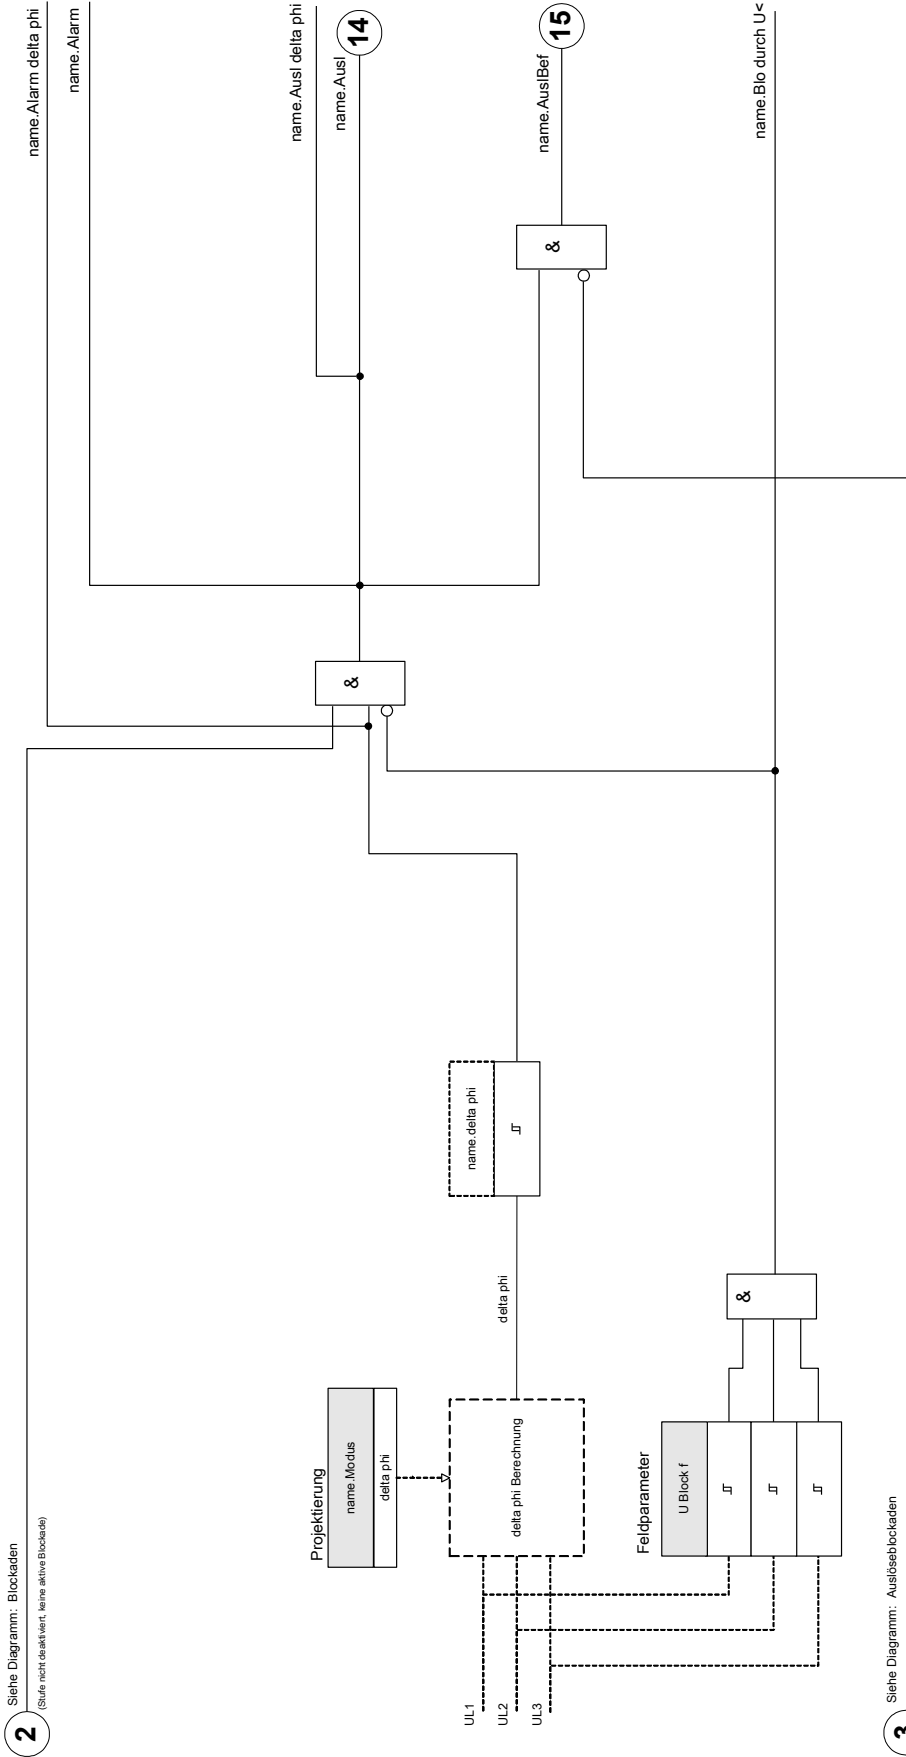 2
Siehe Diagramm: Blockaden
(Stufe nicht deaktiviert, keine aktive Blockade)
name.Alarm delta phi
name.Alarm
name.Ausl delta phi
name.Ausl
14
&
Projektierung
name.Modus
delta phi
UL1
UL2
UL3
delta phi Berechnung
delta phi
name.delta phi
name.AuslBef
15
&
Feldparameter
U Block f
&
name.Blo durch U<
3
Siehe Diagramm: Auslöseblockaden